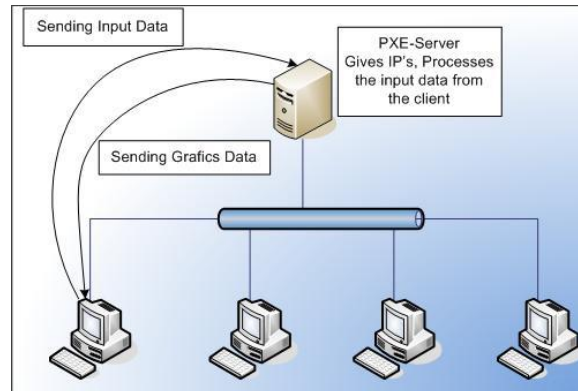 Sending Input Data
PXE-Server
Gives IP's, Processes
the input data from
the client
Sending Grafics Data